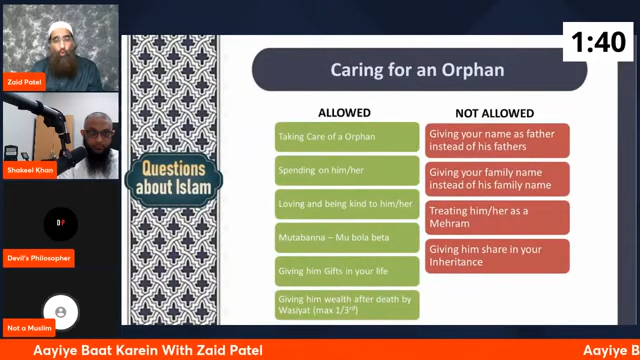 1:40
Zaid Patel
Shakeel Khan
DP
Devil's Philosopher
Not a Muslim
Questions
about Islam
Caring for an Orphan
ALLOWED
Taking Care of a Orphan
Spending on him/her
Loving and being kind to him/her
Mutabanna – Mu bola beta
Giving him Gifts in your life
Giving him wealth after death by
Wasiyat (max 1/3rd)
NOT ALLOWED
Giving your name as father
instead of his fathers
Giving your family name
instead of his family name
Treating him/her as a
Mehram
Giving him share in your
Inheritance
Aayiye Baat Karein With Zaid Patel
Aayiye B